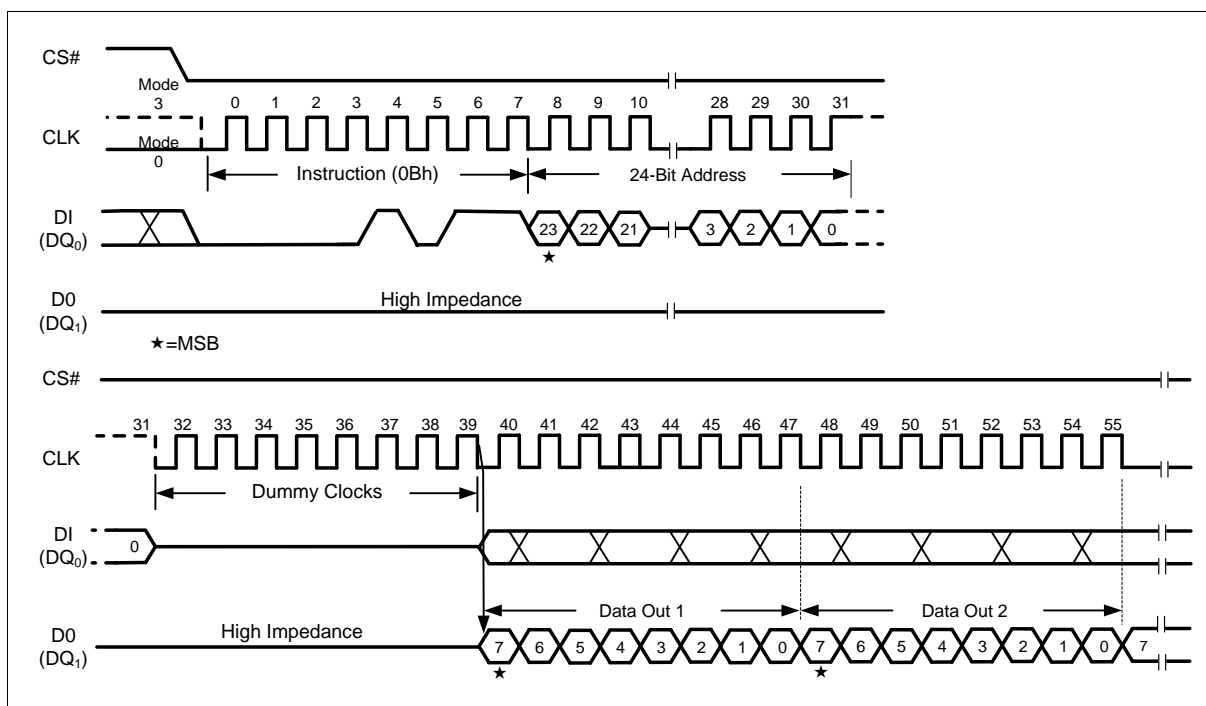 CS#
Mode
3 0 1 2 3 4 5 6 7 8 9 10 28 29 30 31
CLK
Mode
0
Instruction (0Bh) 24-Bit Address
DI
(DQ0)
23 22 21 3 2 1 0
D0
(DQ1)
High Impedance
★=MSB
CS#
31 32 33 34 35 36 37 38 39 40 41 42 43 44 45 46 47 48 49 50 51 52 53 54 55
CLK
Dummy Clocks
DI
(DQ0)
0
Data Out 1 Data Out 2
D0
(DQ1)
High Impedance
7 6 5 4 3 2 1 0 7 6 5 4 3 2 1 0 7
★ ★